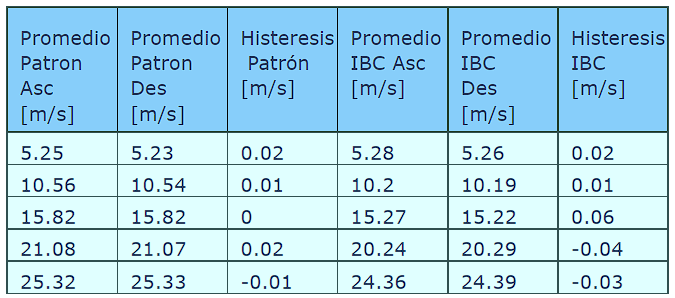 Promedio Patron Asc [m/s] Promedio Patron Des [m/s] Histeresis Patrón [m/s] Promedio IBC Asc [m/s] Promedio IBC Des [m/s] Histeresis IBC [m/s]
5.25 5.23 0.02 5.28 5.26 0.02
10.56 10.54 0.01 10.2 10.19 0.01
15.82 15.82 0 15.27 15.22 0.06
21.08 21.07 0.02 20.24 20.29 -0.04
25.32 25.33 -0.01 24.36 24.39 -0.03